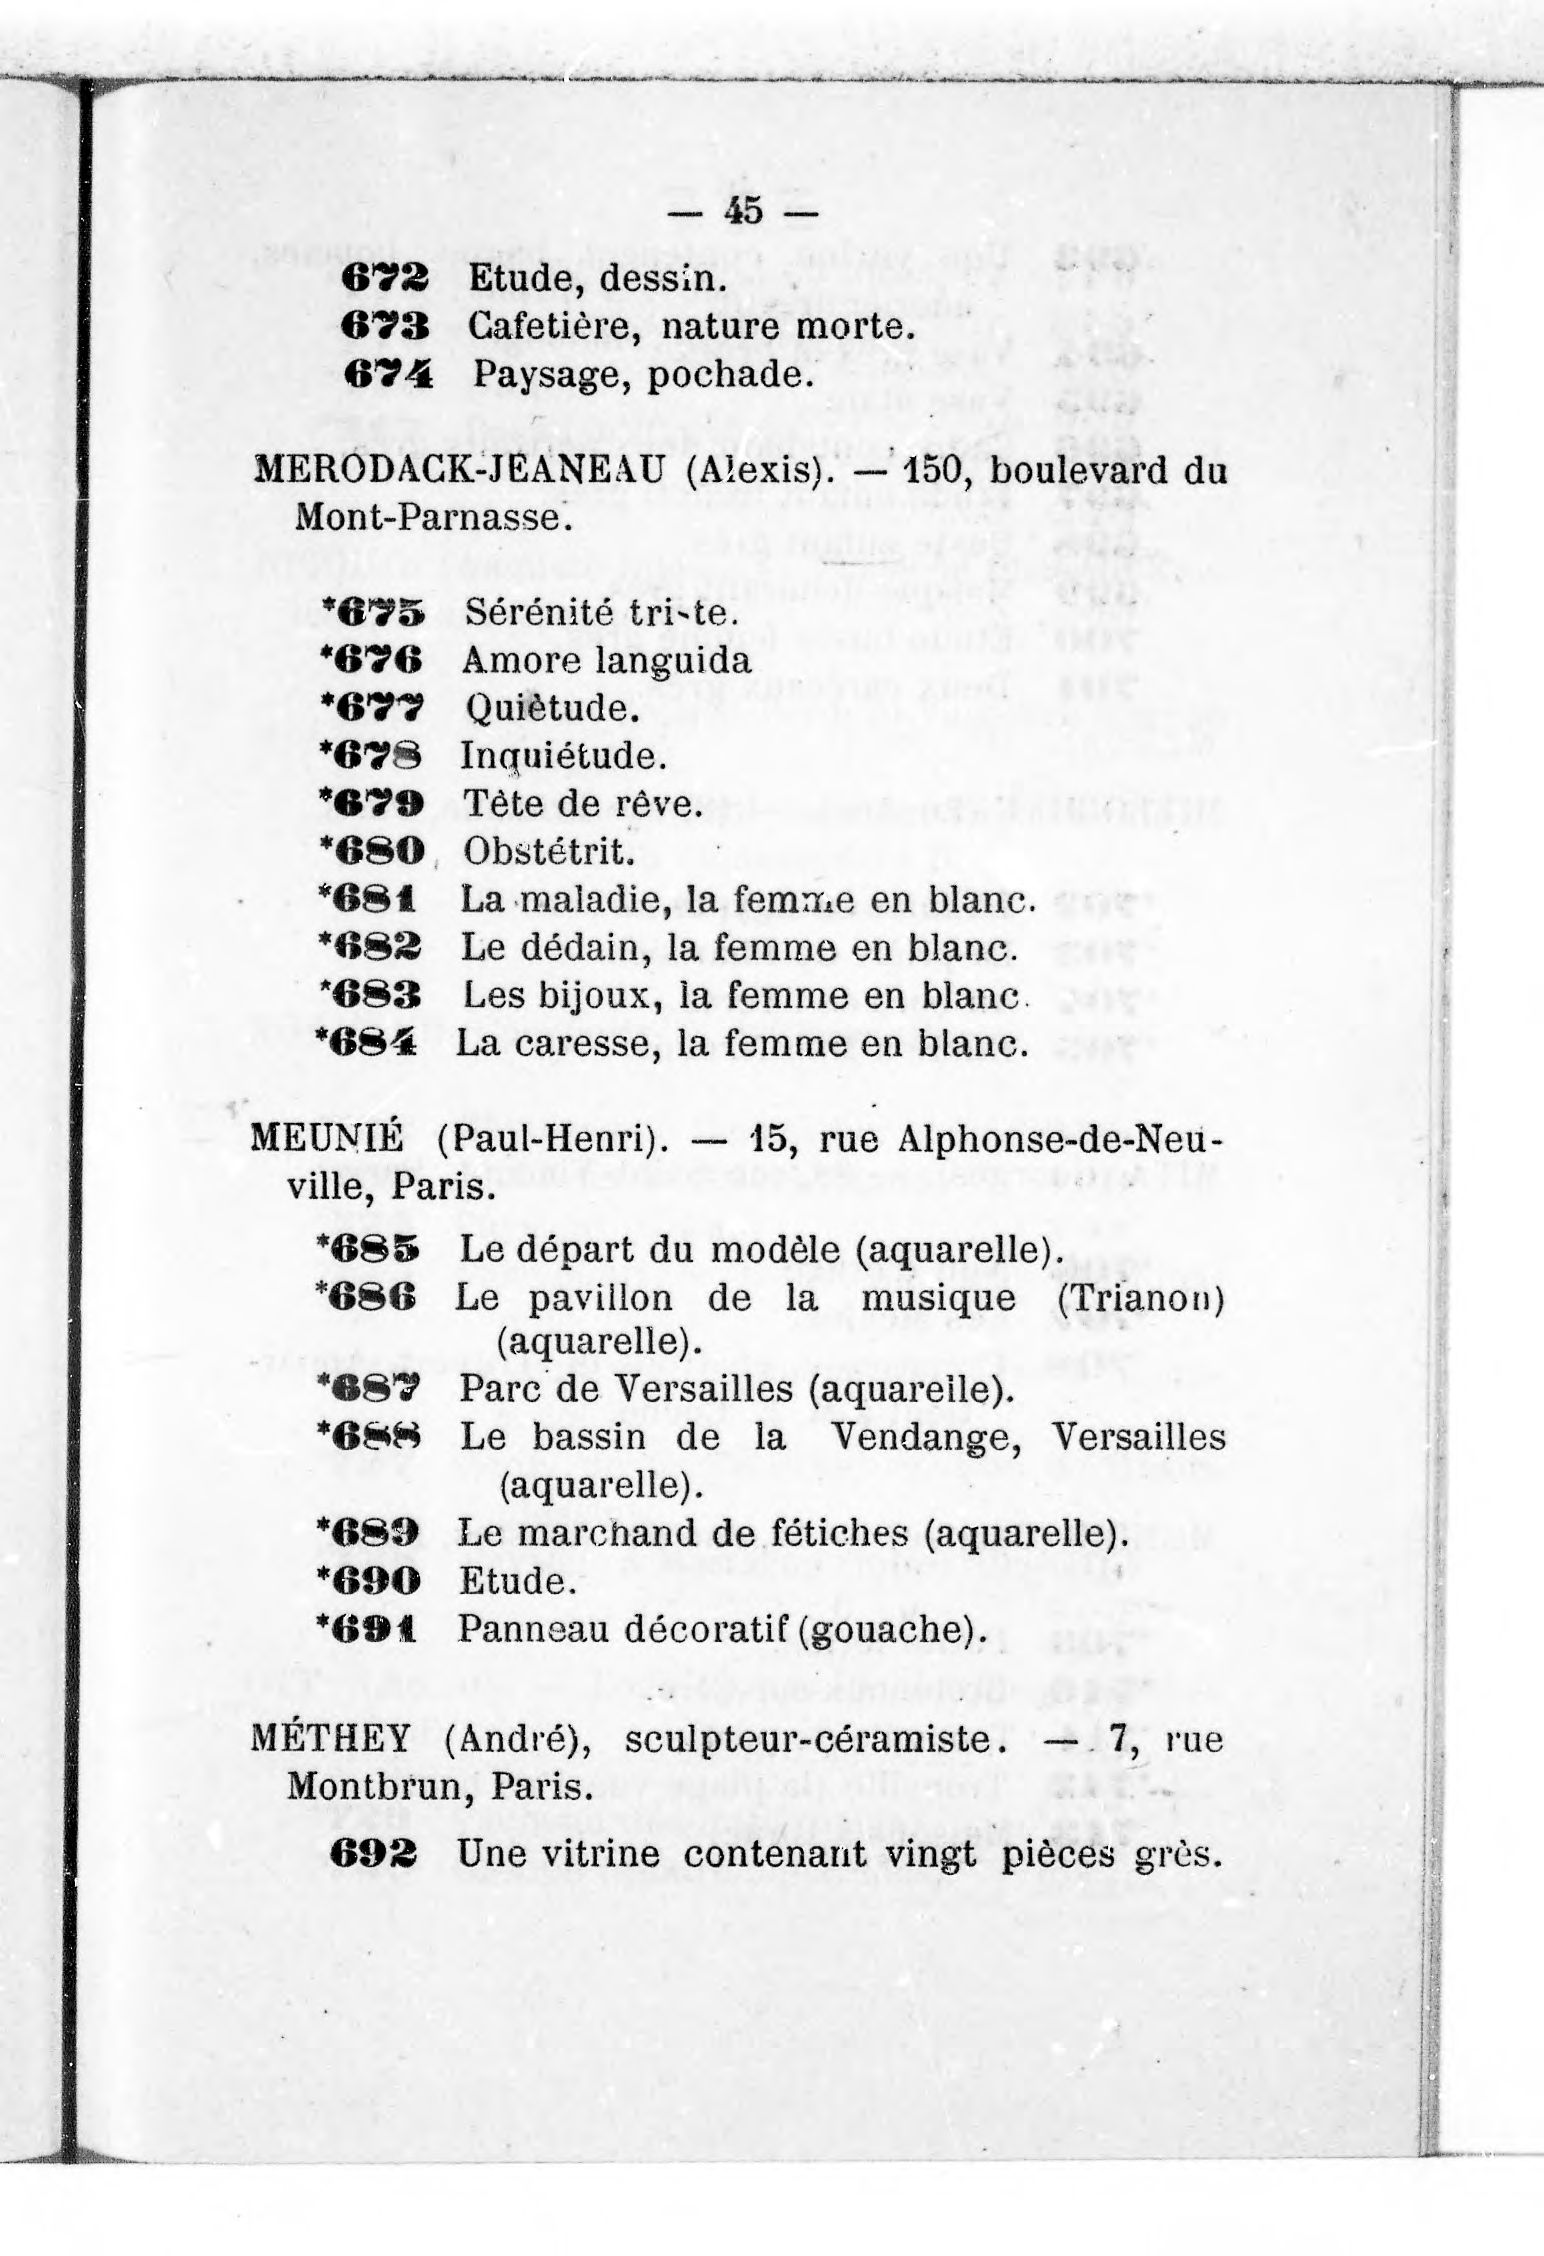 — 45 —
672 Etude, dessin.
673 Cafetière, nature morte.
674 Paysage, pochade.
MERODACK-JEANEAU (Alexis). — 150, boulevard du
Mont-Parnasse.
*675 Sérénité triste.
*676 Amore languida
*677 Quiètude.
*678 Inquiétude.
*679 Tête de rêve.
*680 Obstétrit.
*681 La maladie, la femme en blanc.
*682 Le dédain, la femme en blanc.
*683 Les bijoux, la femme en blanc.
*684 La caresse, la femme en blanc.
MEUNIÉ (Paul-Henri). — 15, rue Alphonse-de-Neu-
ville, Paris.
*685 Le départ du modèle (aquarelle).
*686 Le pavillon de la musique (Trianon)
(aquarelle).
*687 Parc de Versailles (aquarelle).
*688 Le bassin de la Vendange, Versailles
(aquarelle).
*689 Le marchand de fétiches (aquarelle).
*690 Etude.
*691 Panneau décoratif (gouache).
MÉTHEY (André), sculpteur-céramiste. — 7, rue
Montbrun, Paris.
692 Une vitrine contenant vingt pièces grès.